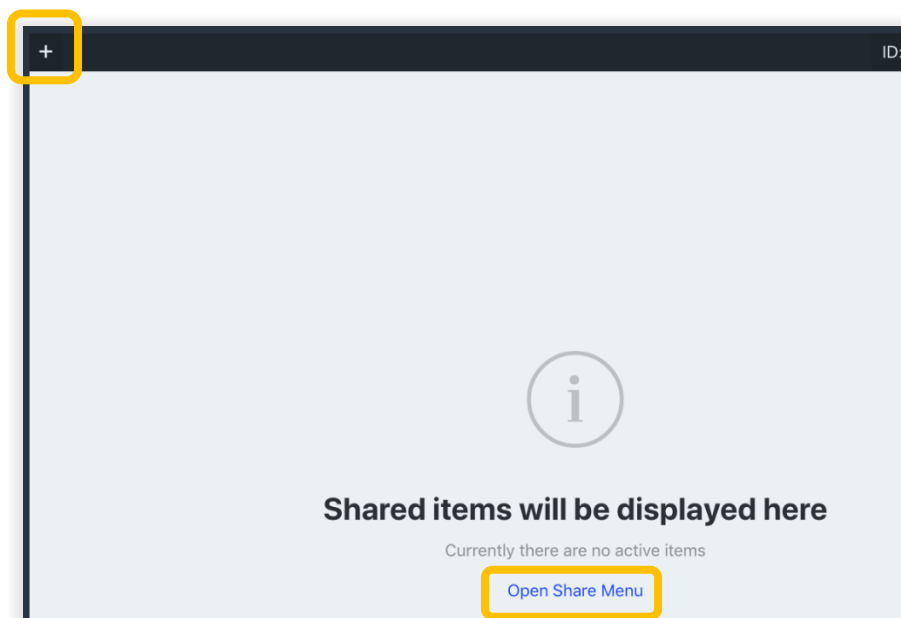 +
ID:
i
Shared items will be displayed here
Currently there are no active items
Open Share Menu